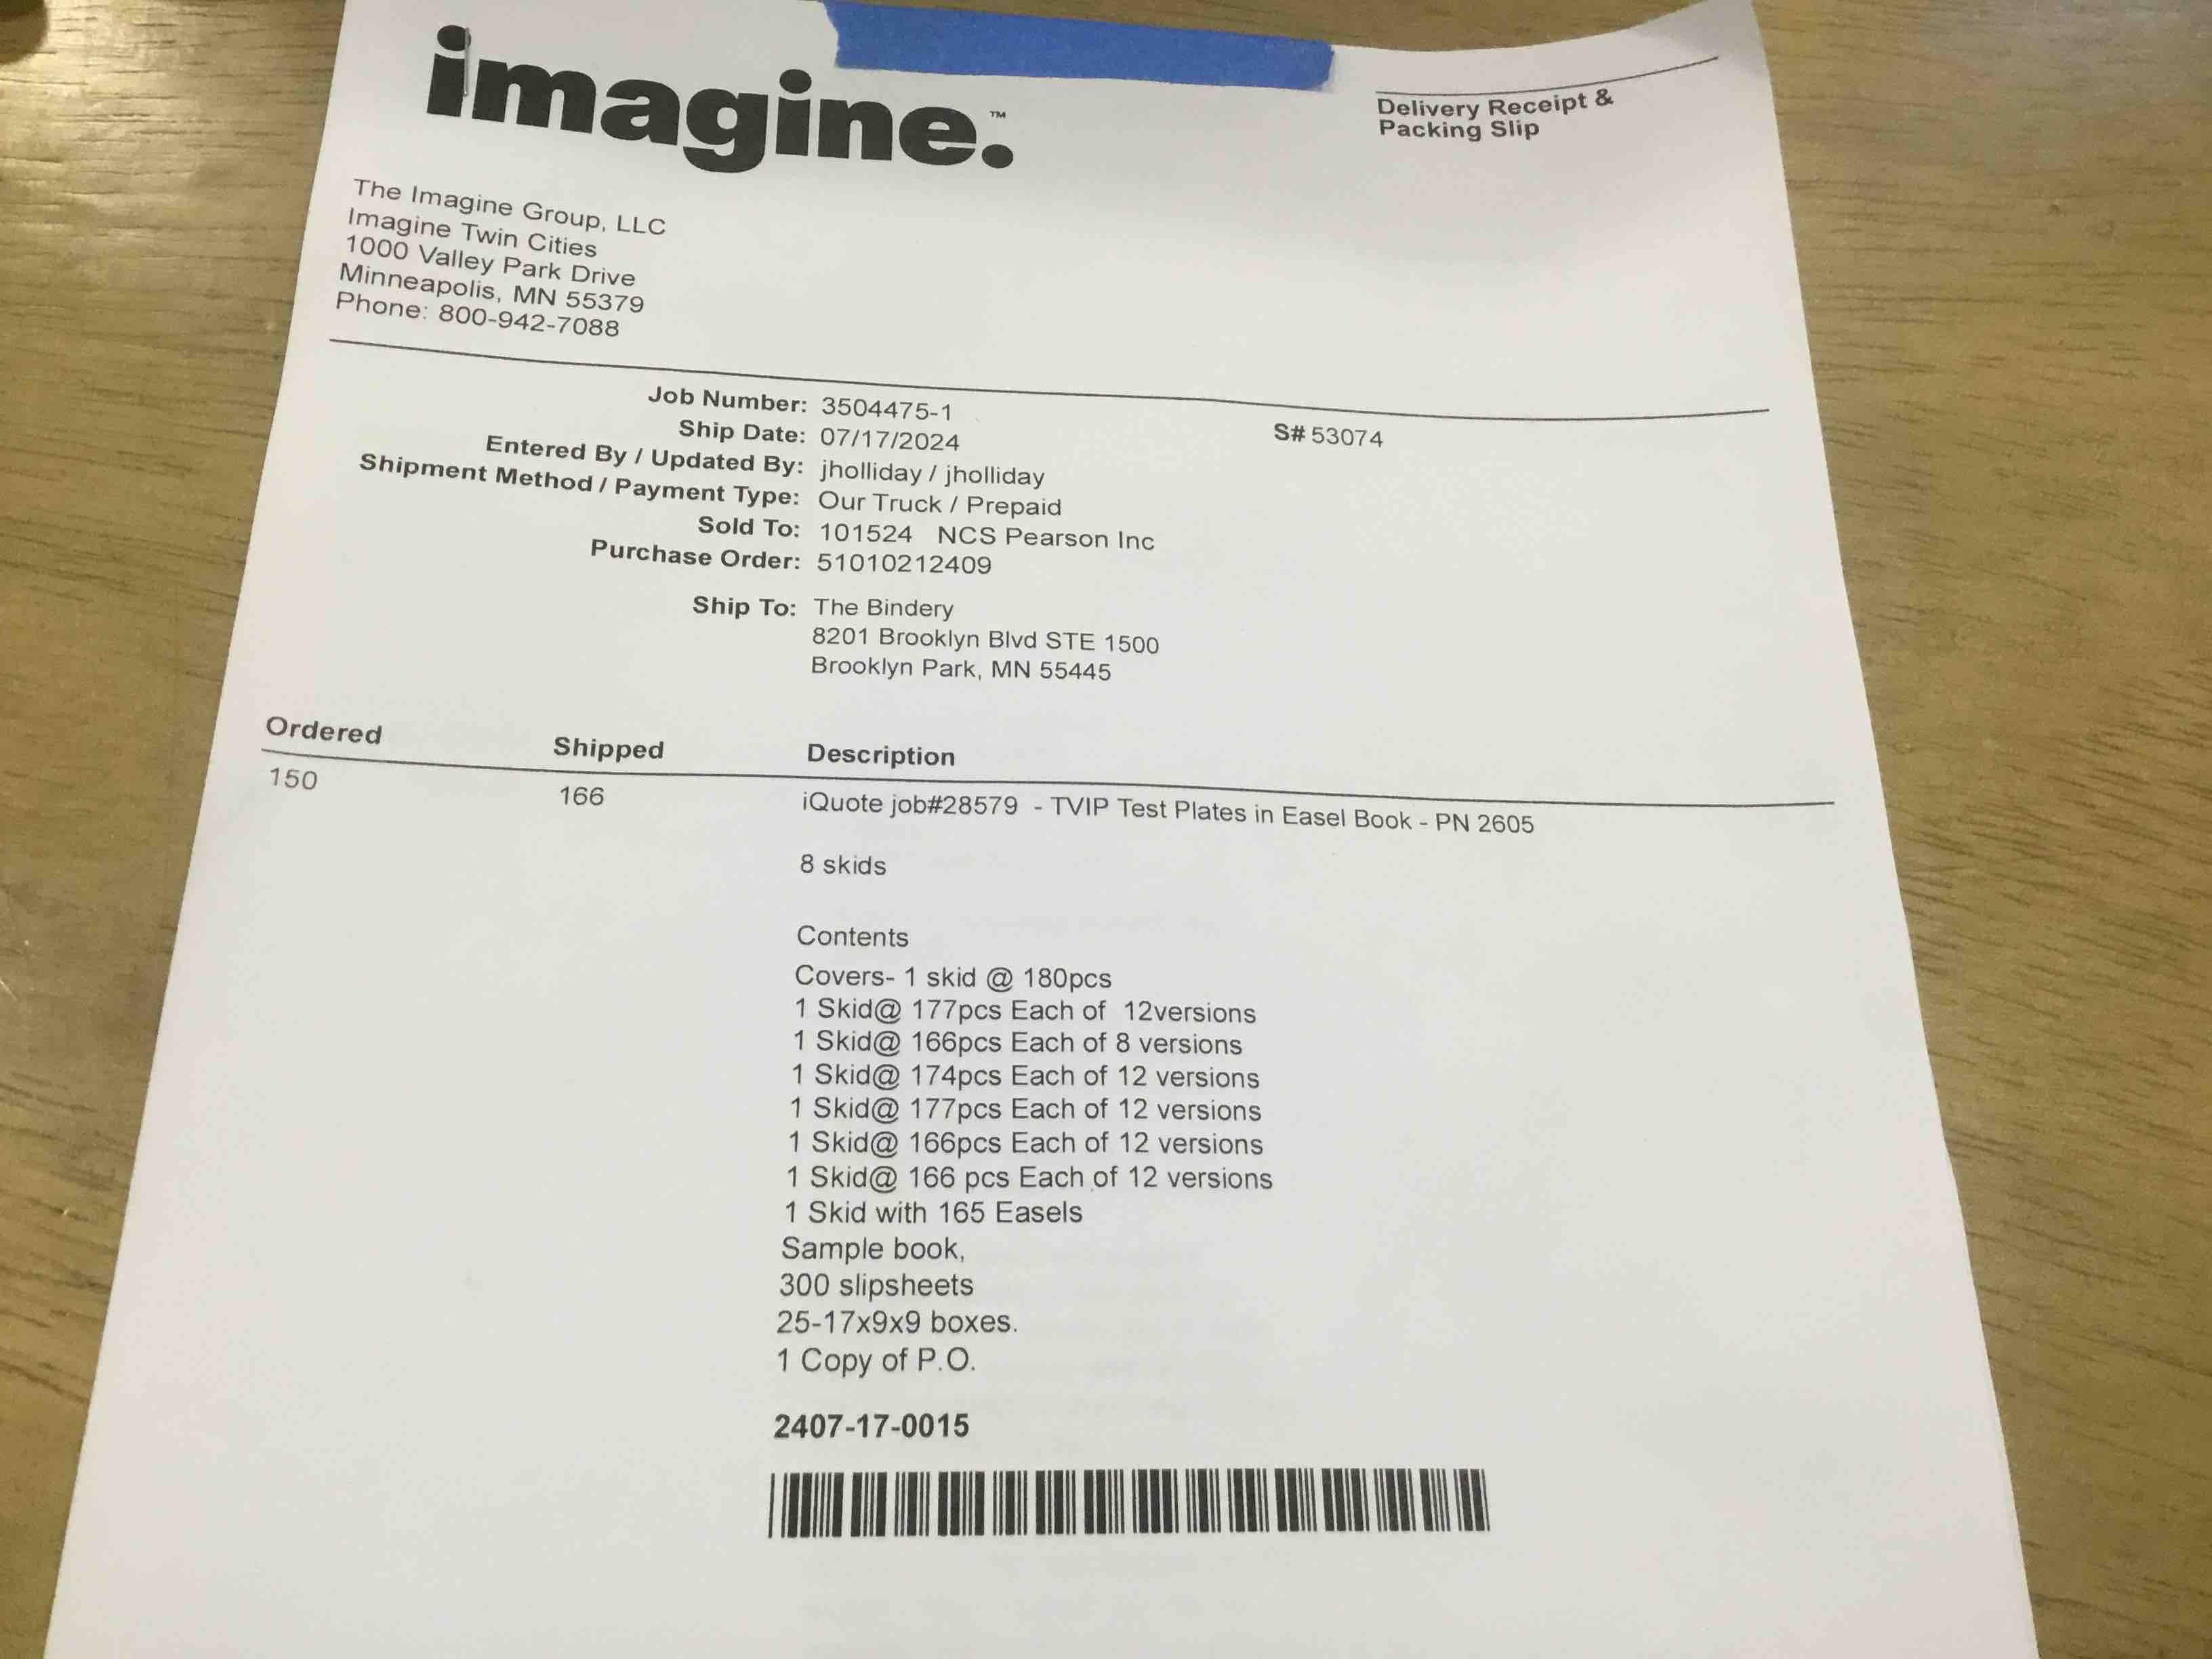 imagine.™
Delivery Receipt &
Packing Slip
The Imagine Group, LLC
Imagine Twin Cities
1000 Valley Park Drive
Minneapolis, MN 55379
Phone: 800-942-7088
Job Number: 3504475-1
S# 53074
Ship Date: 07/17/2024
Entered By / Updated By: jholliday / jholliday
Shipment Method / Payment Type: Our Truck / Prepaid
Sold To: 101524 NCS Pearson Inc
Purchase Order: 51010212409
Ship To: The Bindery
8201 Brooklyn Blvd STE 1500
Brooklyn Park, MN 55445
Ordered Shipped Description
150 166 iQuote job#28579 - TVIP Test Plates in Easel Book - PN 2605
8 skids
Contents
Covers- 1 skid @ 180pcs
1 Skid@ 177pcs Each of 12versions
1 Skid@ 166pcs Each of 8 versions
1 Skid@ 174pcs Each of 12 versions
1 Skid@ 177pcs Each of 12 versions
1 Skid@ 166pcs Each of 12 versions
1 Skid@ 166 pcs Each of 12 versions
1 Skid with 165 Easels
Sample book,
300 slipsheets
25-17x9x9 boxes.
1 Copy of P.O.
2407-17-0015